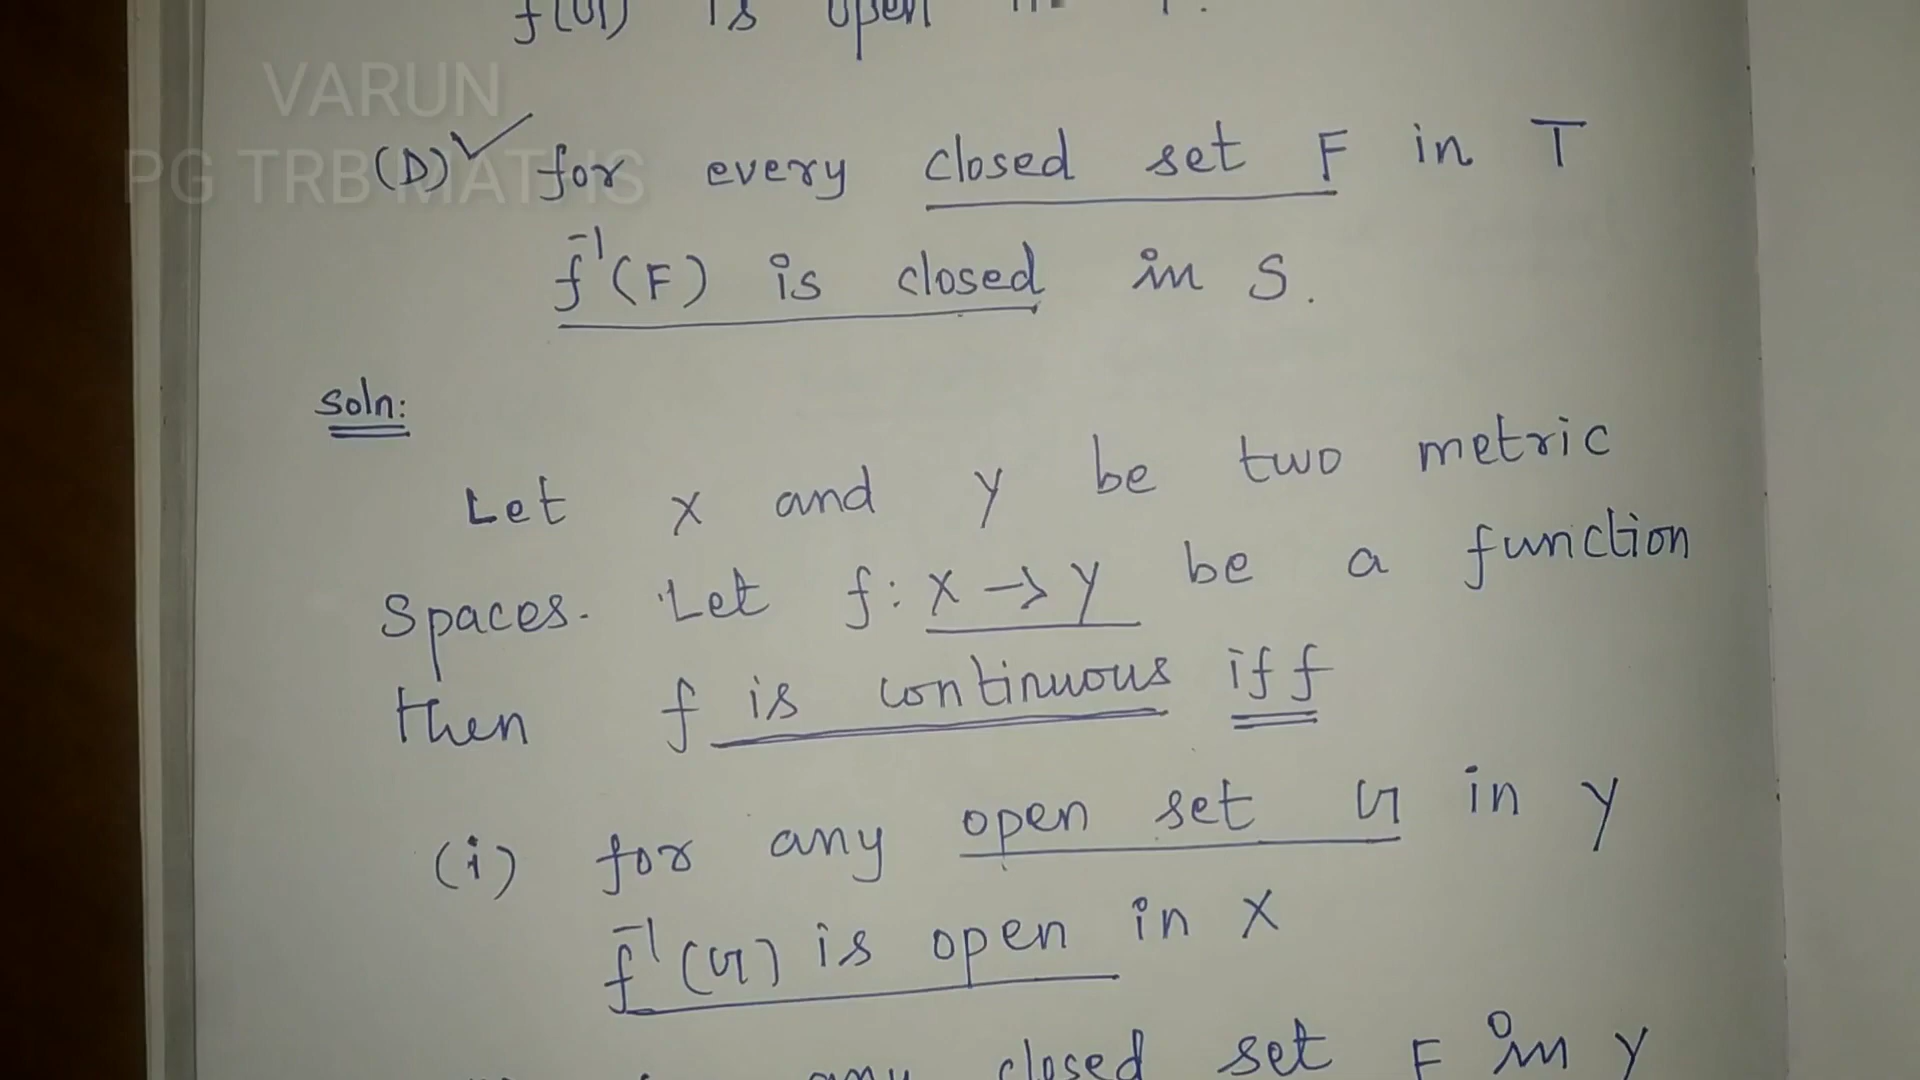 f(G) is open in T.
VARUN
PG TRB MATHS
(D) for every closed set F in T
f⁻¹(F) is closed in S.
Soln:
Let X and Y be two metric
Spaces. Let f: X → Y be a function
then f is continuous iff
(i) for any open set G in Y
f⁻¹(G) is open in X
any closed set F in Y